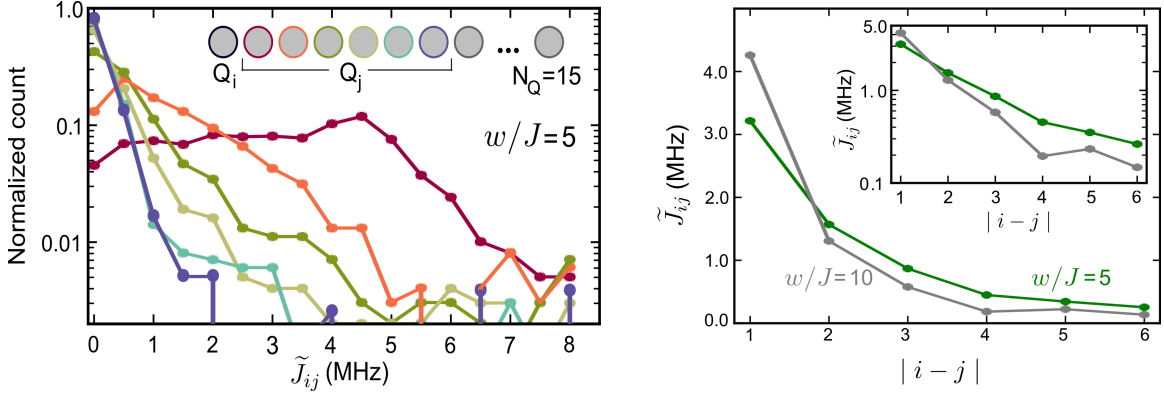 1.0
0.1
0.01
Normalized count
Q_i
Q_j
...
N_Q=15
w/J=5
0 1 2 3 4 5 6 7 8
J̃_ij (MHz)
4.0
3.0
2.0
1.0
0.0
J̃_ij (MHz)
w/J=10
w/J=5
1 2 3 4 5 6
| i − j |
5.0
1.0
0.1
J̃_ij (MHz)
1 2 3 4 5 6
| i − j |